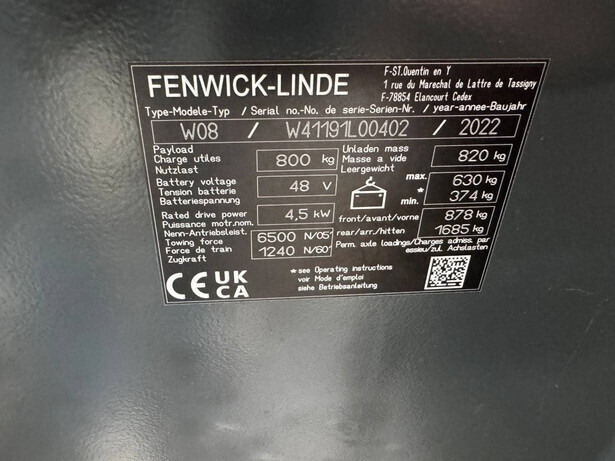 FENWICK-LINDE
F-ST.Quentin en Y
1 rue du Marechal de Lattre de Tassigny
F-78854 Elancourt Cedex
Type-Modele-Typ / Serial no.-No. de serie-Serien-Nr. / year-annee-Baujahr
W08 / W41191L00402 / 2022
Payload
Charge utiles
Nutzlast
800 kg
Unladen mass
Masse a vide
Leergewicht
820 kg
Battery voltage
Tension batterie
Batteriespannung
48 V
max. 630 kg
*
min. 374 kg
Rated drive power
Puissance motr.nom.
Nenn-Antriebsleist.
4,5 kW
front/avant/vorne 878 kg
rear/arr./hitten 1685 kg
Towing force
Force de train
Zugkraft
6500 N/05'
1240 N/60'
Perm. axle loadings/Charges admiss. par
essieu/zul. Achslasten
CE UK
CA
* see Operating instructions
voir Mode d'emploi
siehe Betriebsanleitung